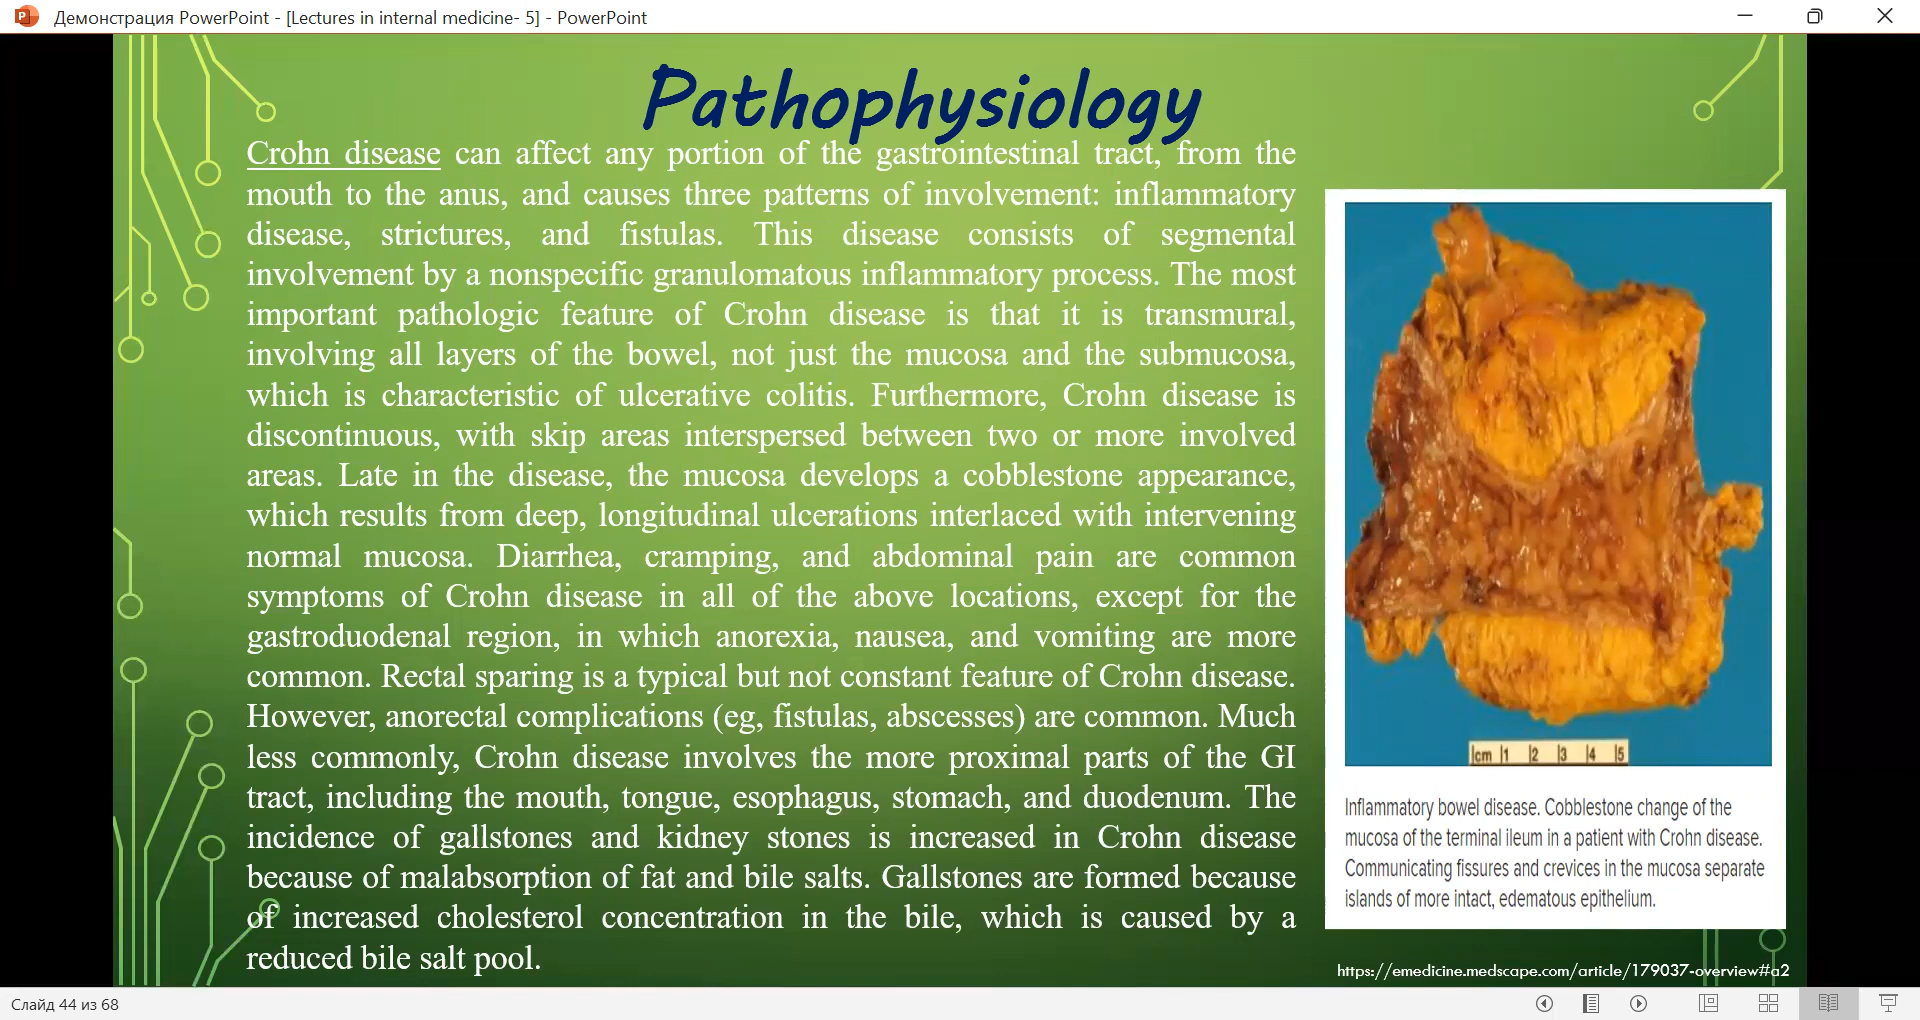 Демонстрация PowerPoint - [Lectures in internal medicine- 5] - PowerPoint
Pathophysiology
Crohn disease can affect any portion of the gastrointestinal tract, from the
mouth to the anus, and causes three patterns of involvement: inflammatory
disease, strictures, and fistulas. This disease consists of segmental
involvement by a nonspecific granulomatous inflammatory process. The most
important pathologic feature of Crohn disease is that it is transmural,
involving all layers of the bowel, not just the mucosa and the submucosa,
which is characteristic of ulcerative colitis. Furthermore, Crohn disease is
discontinuous, with skip areas interspersed between two or more involved
areas. Late in the disease, the mucosa develops a cobblestone appearance,
which results from deep, longitudinal ulcerations interlaced with intervening
normal mucosa. Diarrhea, cramping, and abdominal pain are common
symptoms of Crohn disease in all of the above locations, except for the
gastroduodenal region, in which anorexia, nausea, and vomiting are more
common. Rectal sparing is a typical but not constant feature of Crohn disease.
However, anorectal complications (eg, fistulas, abscesses) are common. Much
less commonly, Crohn disease involves the more proximal parts of the GI
tract, including the mouth, tongue, esophagus, stomach, and duodenum. The
incidence of gallstones and kidney stones is increased in Crohn disease
because of malabsorption of fat and bile salts. Gallstones are formed because
of increased cholesterol concentration in the bile, which is caused by a
reduced bile salt pool.
cm 1 2 3 4 5
Inflammatory bowel disease. Cobblestone change of the
mucosa of the terminal ileum in a patient with Crohn disease.
Communicating fissures and crevices in the mucosa separate
islands of more intact, edematous epithelium.
https://emedicine.medscape.com/article/179037-overview#a2
Слайд 44 из 68